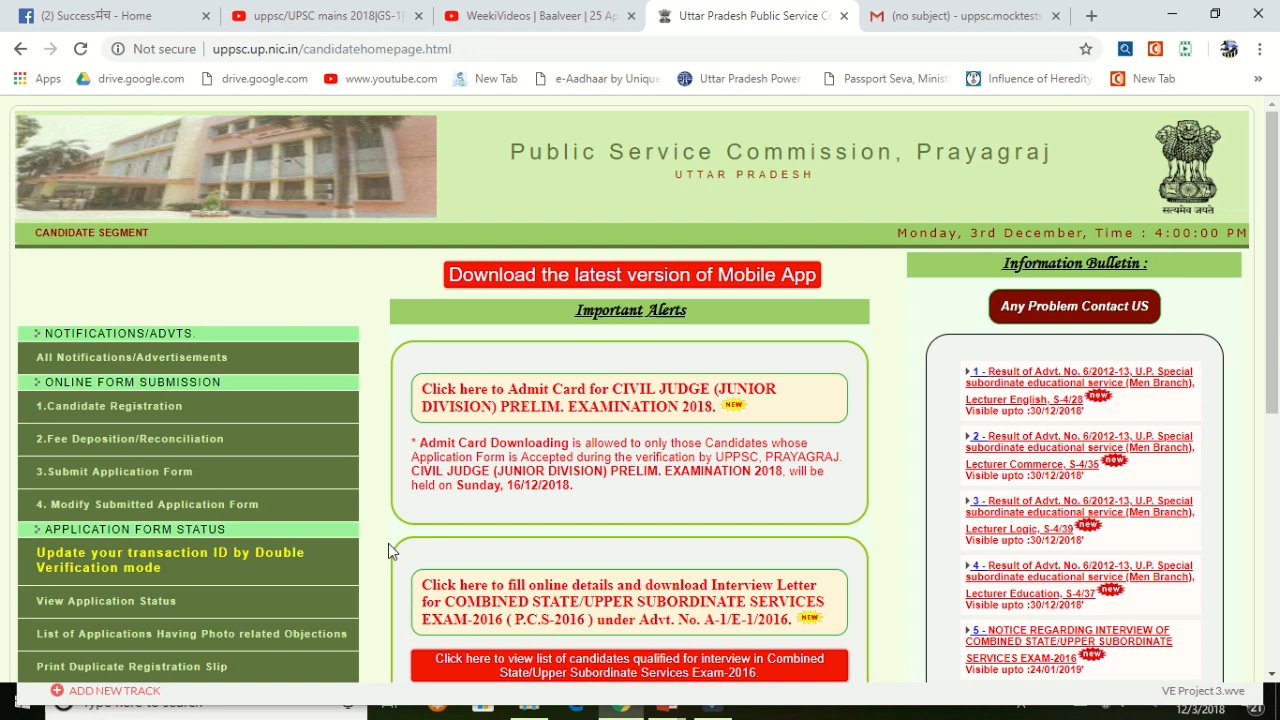 (2) Successमंच - Home
uppsc/UPSC mains 2018|GS-
WeekiVideos | Baalveer | 25 Ap
Uttar Pradesh Public Service Co
(no subject) - uppsc.mocktests
Not secure
uppsc.up.nic.in/candidatehomepage.html
Apps
drive.google.com
drive.google.com
www.youtube.com
New Tab
e-Aadhaar by Unique
Uttar Pradesh Power
Passport Seva, Minist
Influence of Heredity
New Tab
»
Public Service Commission, Prayagraj
UTTAR PRADESH
सत्यमेव जयते
CANDIDATE SEGMENT
Monday, 3rd December, Time : 4:00:00 PM
NOTIFICATIONS/ADVTS.
All Notifications/Advertisements
ONLINE FORM SUBMISSION
1.Candidate Registration
2.Fee Deposition/Reconciliation
3.Submit Application Form
4. Modify Submitted Application Form
APPLICATION FORM STATUS
Update your transaction ID by Double
Verification mode
View Application Status
List of Applications Having Photo related Objections
Print Duplicate Registration Slip
Download the latest version of Mobile App
Important Alerts
Click here to Admit Card for CIVIL JUDGE (JUNIOR
DIVISION) PRELIM. EXAMINATION 2018. NEW
* Admit Card Downloading is allowed to only those Candidates whose
Application Form is Accepted during the verification by UPPSC, PRAYAGRAJ.
CIVIL JUDGE (JUNIOR DIVISION) PRELIM. EXAMINATION 2018, will be
held on Sunday, 16/12/2018.
Click here to fill online details and download Interview Letter
for COMBINED STATE/UPPER SUBORDINATE SERVICES
EXAM-2016 ( P.C.S-2016 ) under Advt. No. A-1/E-1/2016. NEW
Click here to view list of candidates qualified for interview in Combined
State/Upper Subordinate Services Exam-2016.
Information Bulletin :
Any Problem Contact US
1 - Result of Advt. No. 6/2012-13, U.P. Special
subordinate educational service (Men Branch),
Lecturer English, S-4/28 new
Visible upto :30/12/2018'
2 - Result of Advt. No. 6/2012-13, U.P. Special
subordinate educational service (Men Branch),
Lecturer Commerce, S-4/35 new
Visible upto :30/12/2018'
3 - Result of Advt. No. 6/2012-13, U.P. Special
subordinate educational service (Men Branch),
Lecturer Logic, S-4/39 new
Visible upto :30/12/2018'
4 - Result of Advt. No. 6/2012-13, U.P. Special
subordinate educational service (Men Branch),
Lecturer Education, S-4/37 new
Visible upto :30/12/2018'
5 - NOTICE REGARDING INTERVIEW OF
COMBINED STATE/UPPER SUBORDINATE
SERVICES EXAM-2016 new
Visible upto :24/01/2019'
ADD NEW TRACK
VE Project 3.wve
Type here to search
12/3/2018
21